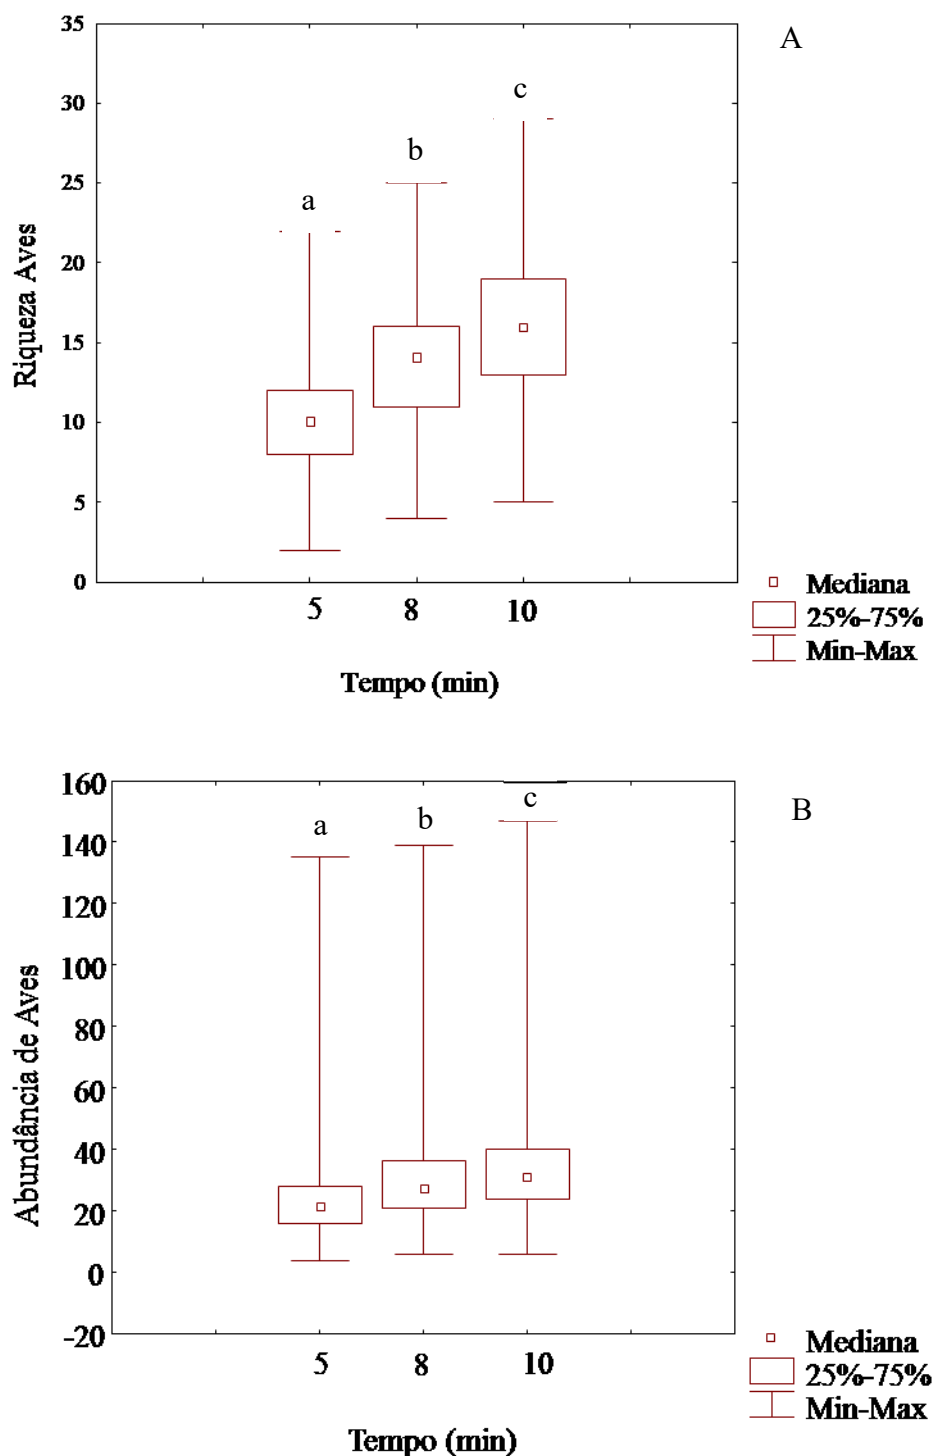 A
35
30
25
20
15
10
5
0
Riqueza Aves
a
b
c
5 8 10
Tempo (min)
Mediana
25%-75%
Min-Max
B
160
140
120
100
80
60
40
20
0
-20
Abundância de Aves
a
b
c
5 8 10
Tempo (min)
Mediana
25%-75%
Min-Max